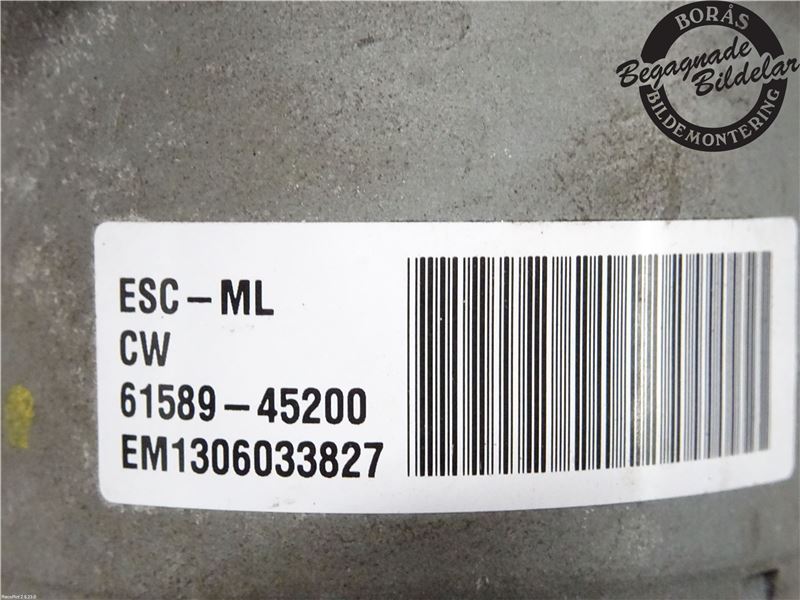 BORÅS
Begagnade
Bildelar
BILDEMONTERING
ESC-ML
CW
61589-45200
EM1306033827